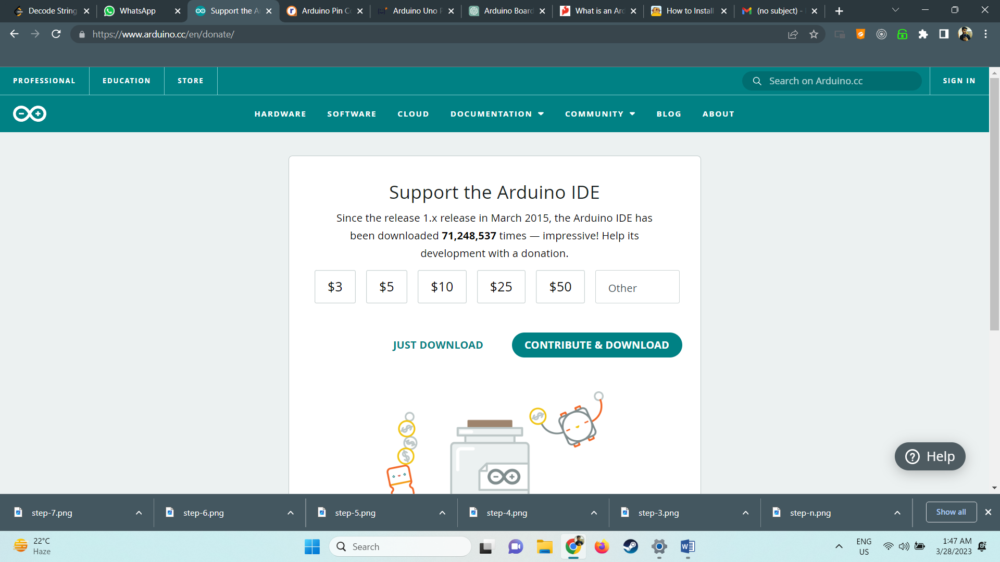 Decode String
WhatsApp
Support the A
Arduino Pin C
Arduino Uno
Arduino Board
What is an Ard
How to Install
(no subject) -
https://www.arduino.cc/en/donate/
PROFESSIONAL
EDUCATION
STORE
Search on Arduino.cc
SIGN IN
HARDWARE
SOFTWARE
CLOUD
DOCUMENTATION
COMMUNITY
BLOG
ABOUT
Support the Arduino IDE
Since the release 1.x release in March 2015, the Arduino IDE has
been downloaded 71,248,537 times — impressive! Help its
development with a donation.
$3
$5
$10
$25
$50
Other
JUST DOWNLOAD
CONTRIBUTE & DOWNLOAD
Help
step-7.png
step-6.png
step-5.png
step-4.png
step-3.png
step-n.png
Show all
22°C
Haze
Search
ENG
US
1:47 AM
3/28/2023